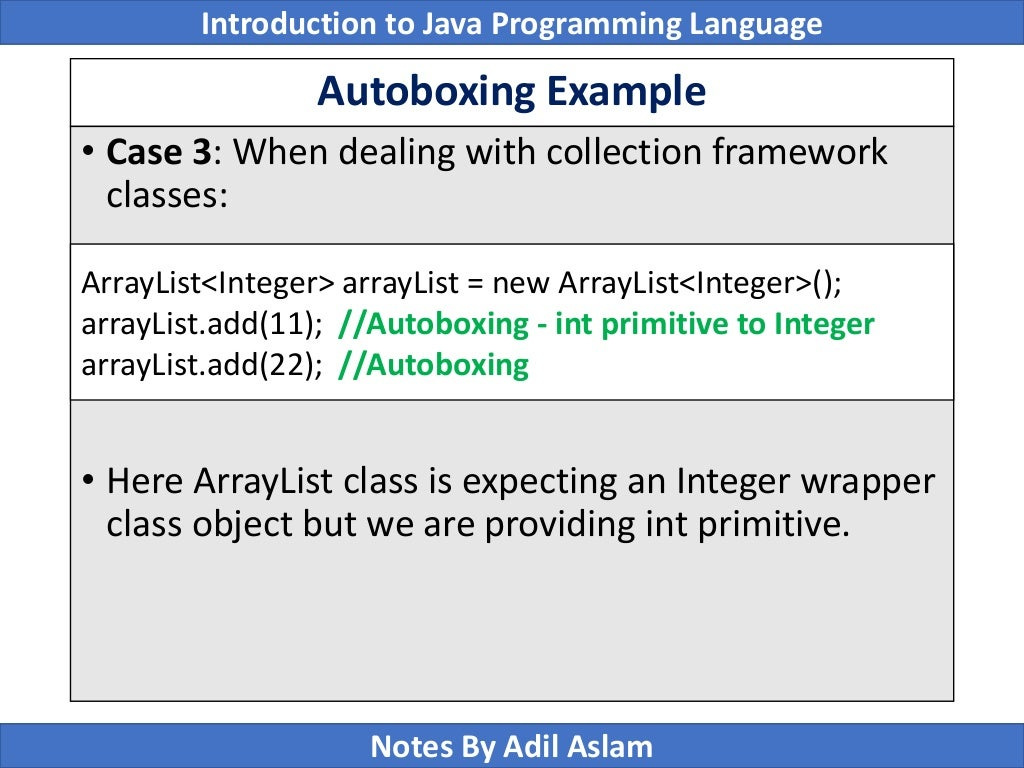 Introduction to Java Programming Language
Autoboxing Example
• Case 3: When dealing with collection framework
classes:
ArrayList<Integer> arrayList = new ArrayList<Integer>();
arrayList.add(11);  //Autoboxing - int primitive to Integer
arrayList.add(22);  //Autoboxing
• Here ArrayList class is expecting an Integer wrapper
class object but we are providing int primitive.
Notes By Adil Aslam